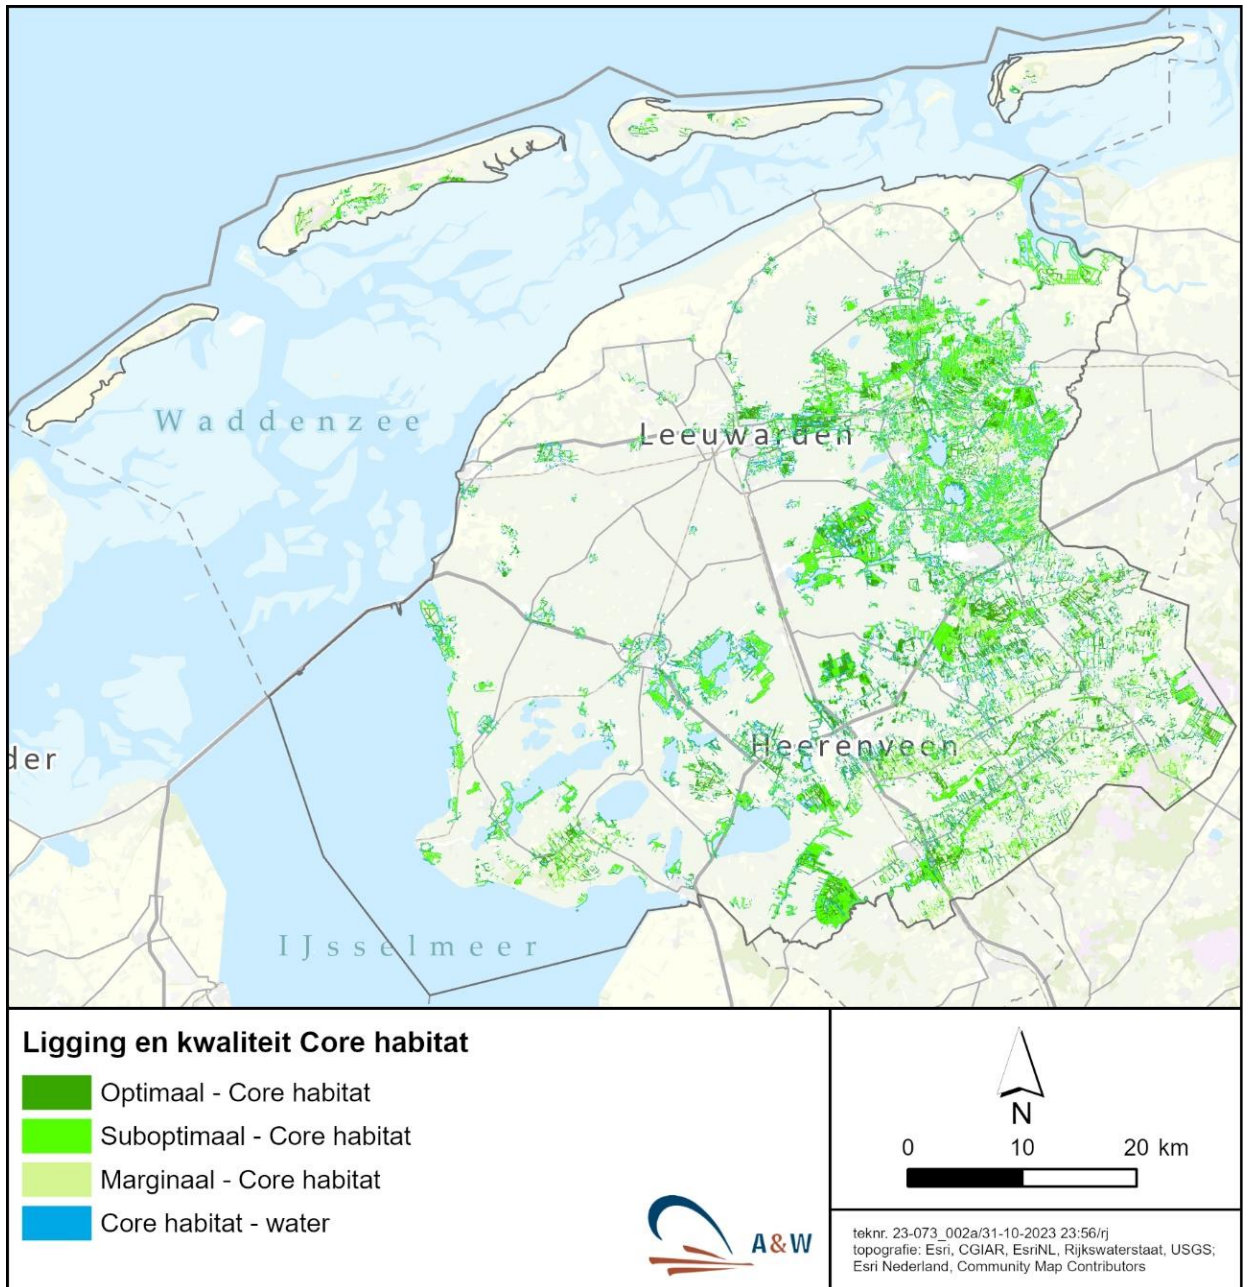 Waddenzee
Leeuwarden
der
Heerenveen
IJsselmeer
Ligging en kwaliteit Core habitat
Optimaal - Core habitat
Suboptimaal - Core habitat
Marginaal - Core habitat
Core habitat - water
A&W
N
0 10 20 km
teknr. 23-073_002a/31-10-2023 23:56/rj
topografie: Esri, CGIAR, EsriNL, Rijkswaterstaat, USGS;
Esri Nederland, Community Map Contributors